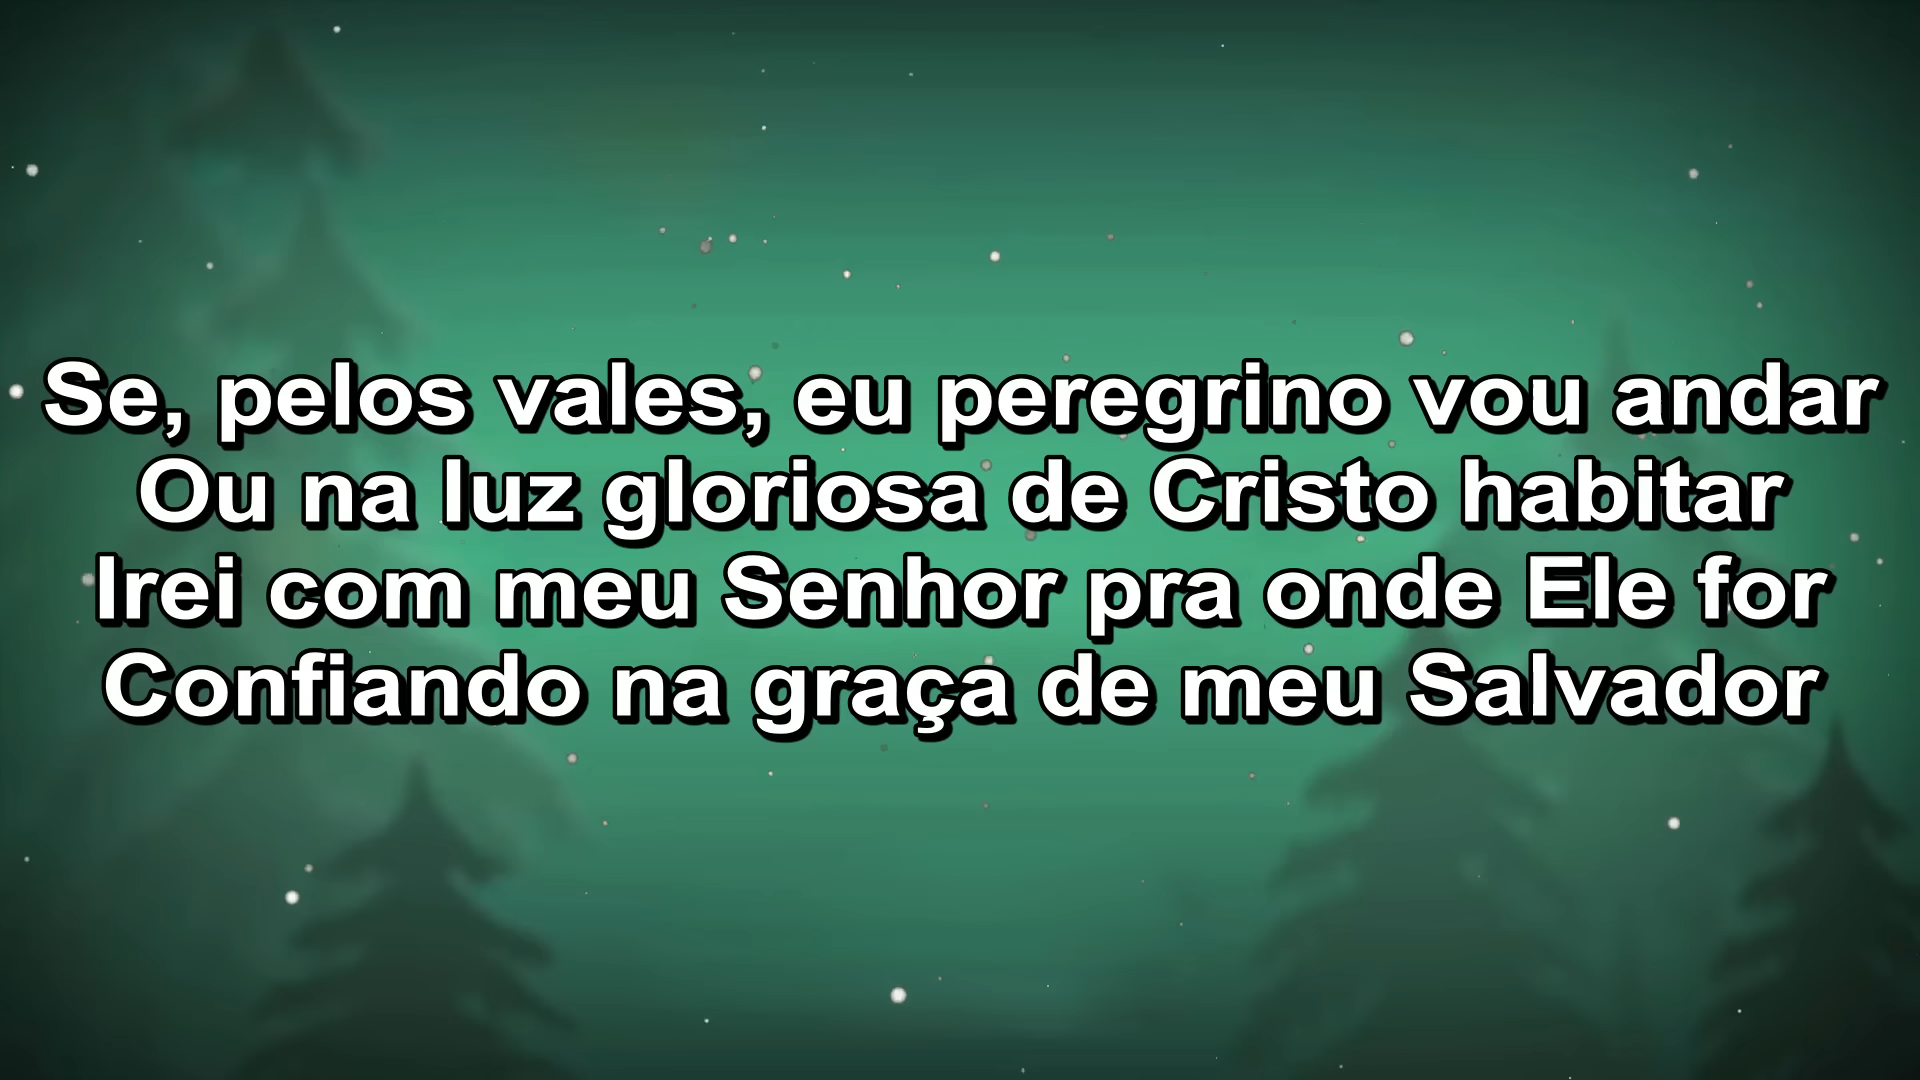 Se, pelos vales, eu peregrino vou andar
Ou na luz gloriosa de Cristo habitar
Irei com meu Senhor pra onde Ele for
Confiando na graça de meu Salvador